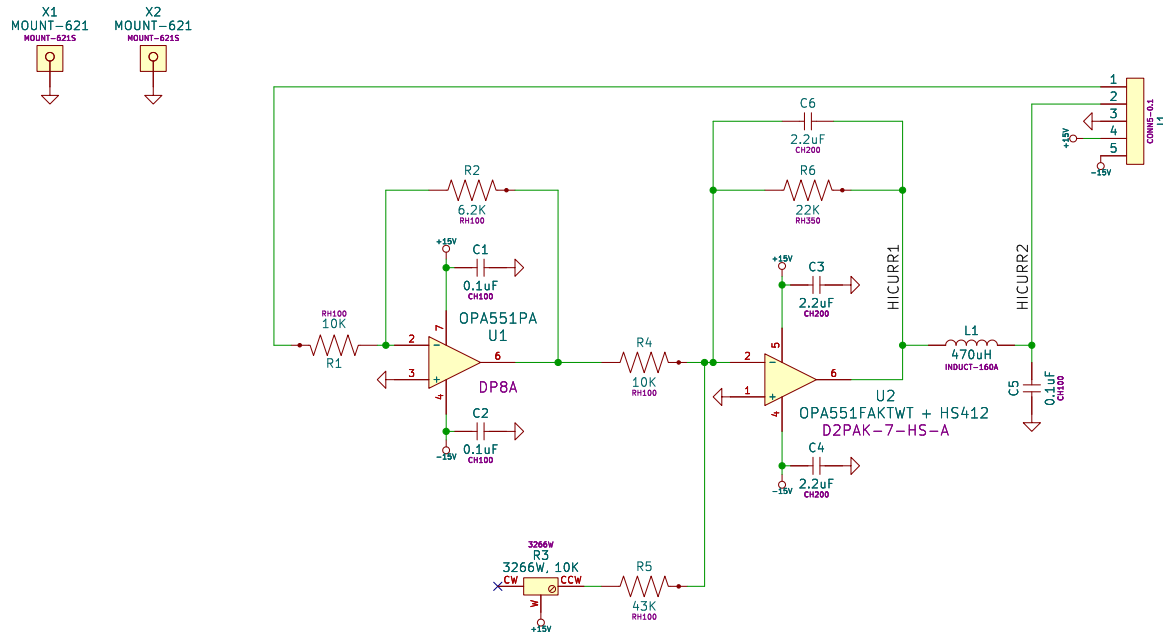 X1
MOUNT-621
MOUNT-621S
X2
MOUNT-621
MOUNT-621S
1
2
3
4
5
+15V
-15V
CONN5-0.1
J1
C6
2.2uF
CH200
R6
22K
RH350
R2
6.2K
RH100
+15V
C1
0.1uF
CH100
OPA551PA
U1
7
2
3
6
4
DP8A
RH100
10K
R1
C2
0.1uF
CH100
-15V
R4
10K
RH100
+15V
C3
2.2uF
CH200
5
2
1
6
4
U2
OPA551FAKTWT + HS412
D2PAK-7-HS-A
C4
2.2uF
CH200
-15V
HICURR1
HICURR2
L1
470uH
INDUCT-160A
C5
0.1uF
CH100
3266W
R3
3266W, 10K
CW
CCW
W
+15V
R5
43K
RH100